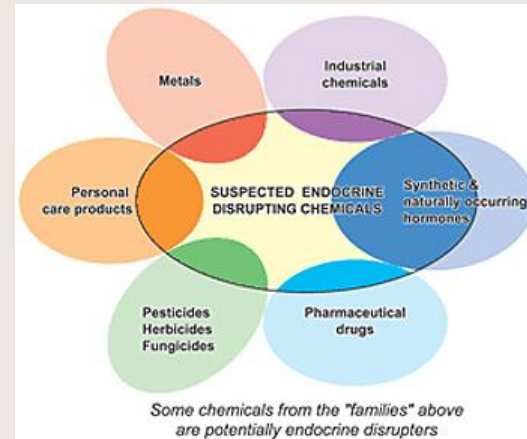 Metals
Industrial
chemicals
Personal
care products
SUSPECTED ENDOCRINE
DISRUPTING CHEMICALS
Synthetic &
naturally occurring
hormones
Pesticides
Herbicides
Fungicides
Pharmaceutical
drugs
Some chemicals from the "families" above
are potentially endocrine disrupters